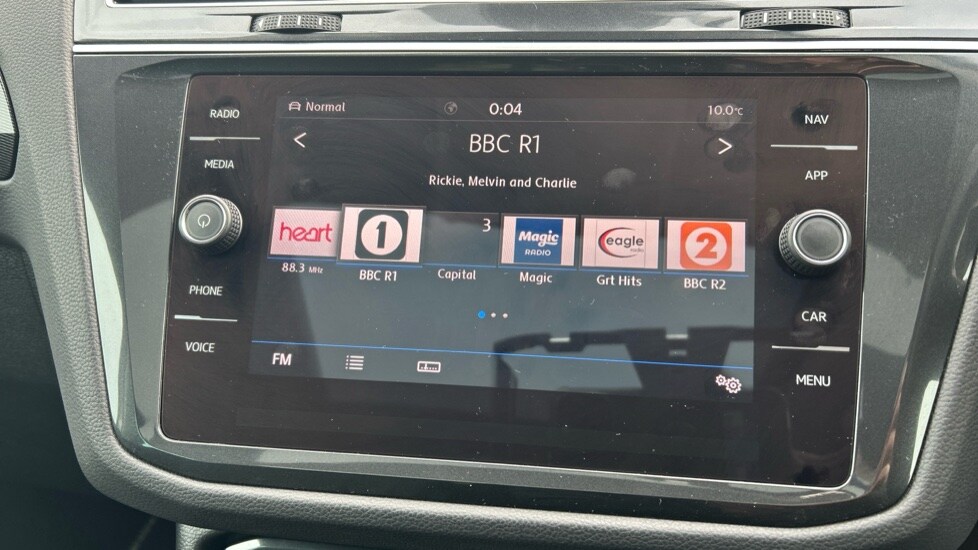 RADIO
MEDIA
PHONE
VOICE
Normal 0:04 10.0°C
< BBC R1 >
Rickie, Melvin and Charlie
heart 1 3 Magic RADIO eagle 2
88.3 MHz BBC R1 Capital Magic Grt Hits BBC R2
FM
NAV
APP
CAR
MENU